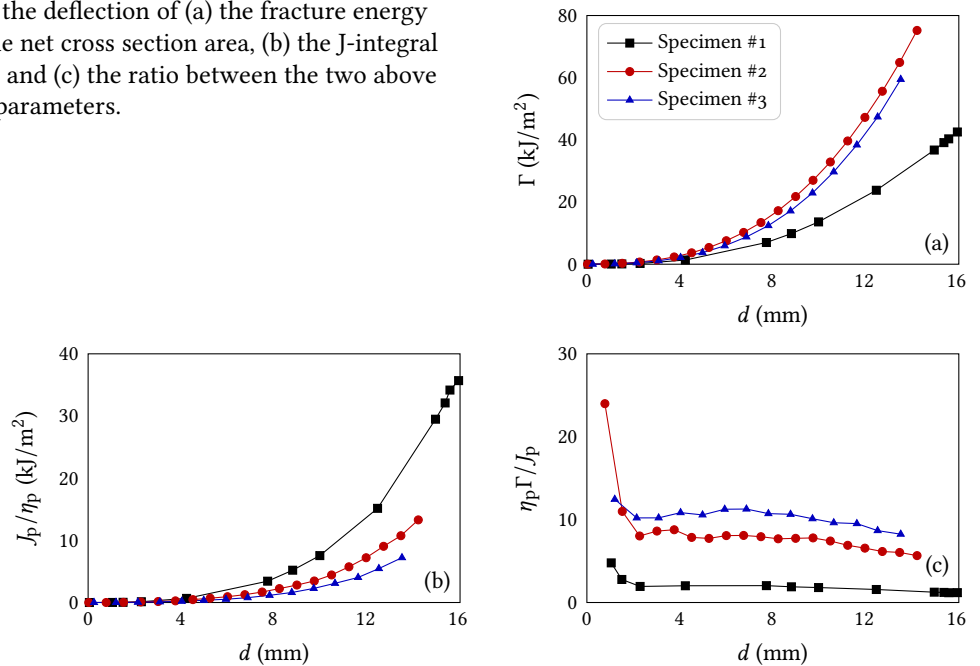 the deflection of (a) the fracture energy
net cross section area, (b) the J-integral
and (c) the ratio between the two above
parameters.
80
60
40
20
0
Γ (kJ/m²)
Specimen #1
Specimen #2
Specimen #3
(a)
0 4 8 12 16
d (mm)
40
30
20
10
0
Jp/ηp (kJ/m²)
(b)
0 4 8 12 16
d (mm)
30
20
10
0
ηpΓ/Jp
(c)
0 4 8 12 16
d (mm)